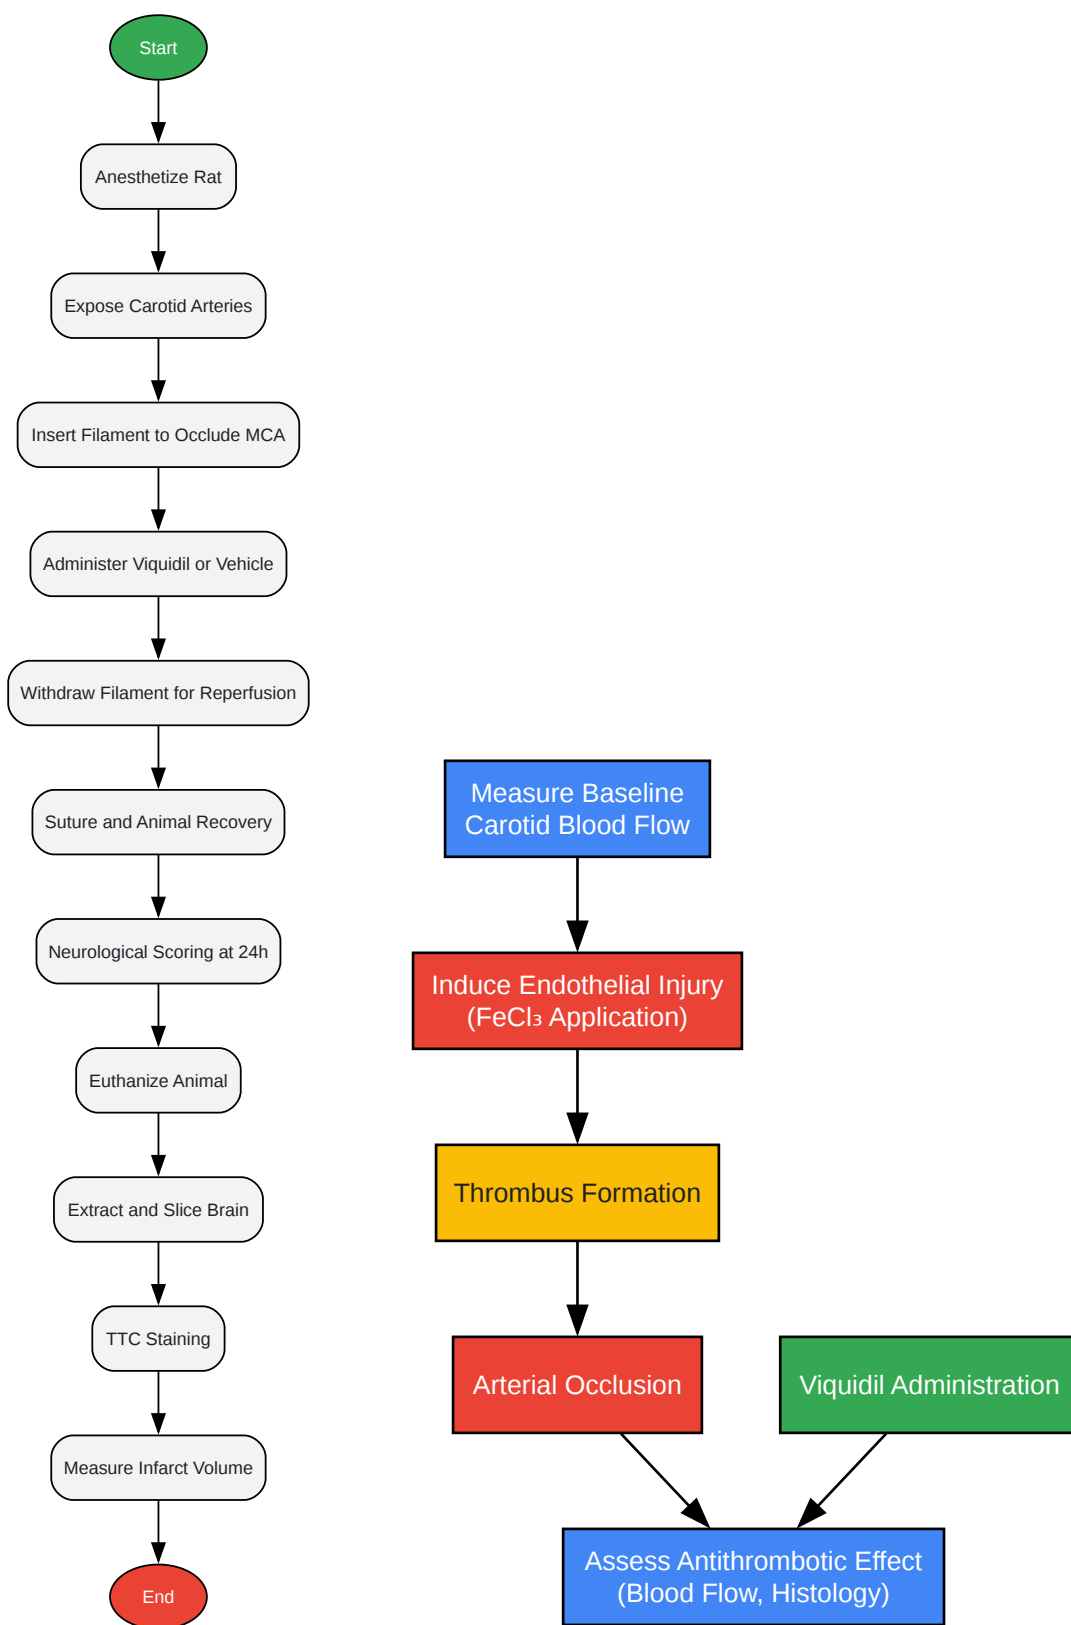 Start
Anesthetize Rat
Expose Carotid Arteries
Insert Filament to Occlude MCA
Administer Viquidil or Vehicle
Withdraw Filament for Reperfusion
Suture and Animal Recovery
Neurological Scoring at 24h
Euthanize Animal
Extract and Slice Brain
TTC Staining
Measure Infarct Volume
End
Measure Baseline
Carotid Blood Flow
Induce Endothelial Injury
(FeCl₃ Application)
Thrombus Formation
Arterial Occlusion
Viquidil Administration
Assess Antithrombotic Effect
(Blood Flow, Histology)